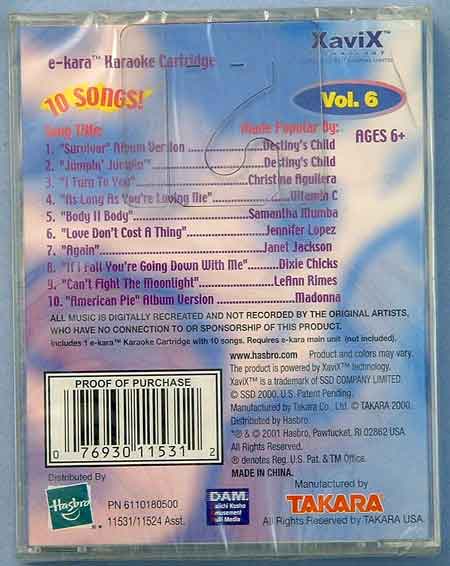 e-kara™ Karaoke Cartridge
XaviX™
10 SONGS!
Vol. 6
Song Title:
Made Popular By:
AGES 6+
1. "Survivor" Album Version ... Destiny's Child
2. "Jumpin' Jumpin'" ... Destiny's Child
3. "I Turn To You" ... Christina Aguilera
4. "As Long As You're Loving Me" ... Vitamin C
5. "Body II Body" ... Samantha Mumba
6. "Love Don't Cost A Thing" ... Jennifer Lopez
7. "Again" ... Janet Jackson
8. "If I Fall You're Going Down With Me" ... Dixie Chicks
9. "Can't Fight The Moonlight" ... LeAnn Rimes
10. "American Pie" Album Version ... Madonna
ALL MUSIC IS DIGITALLY RECREATED AND NOT RECORDED BY THE ORIGINAL ARTISTS,
WHO HAVE NO CONNECTION TO OR SPONSORSHIP OF THIS PRODUCT.
Includes 1 e-kara™ Karaoke Cartridge with 10 songs. Requires e-kara main unit (not included).
www.hasbro.com Product and colors may vary.
The product is powered by XaviX™ technology.
XaviX™ is a trademark of SSD COMPANY LIMITED.
© SSD 2000. U.S. Patent Pending.
Manufactured by Takara Co., Ltd. © TAKARA 2000.
Distributed by Hasbro.
*® & © 2001 Hasbro, Pawtucket, RI 02862 USA
All Rights Reserved.
® denotes Reg. U.S. Pat. & TM Office.
MADE IN CHINA.
PROOF OF PURCHASE
0 76930 11531 2
Distributed By
Hasbro
PN 6110180500
11531/11524 Asst.
DAM
Daiichi Kosho
Amusement
Multi Media
Manufactured by
TAKARA
All Rights Reserved by TAKARA USA